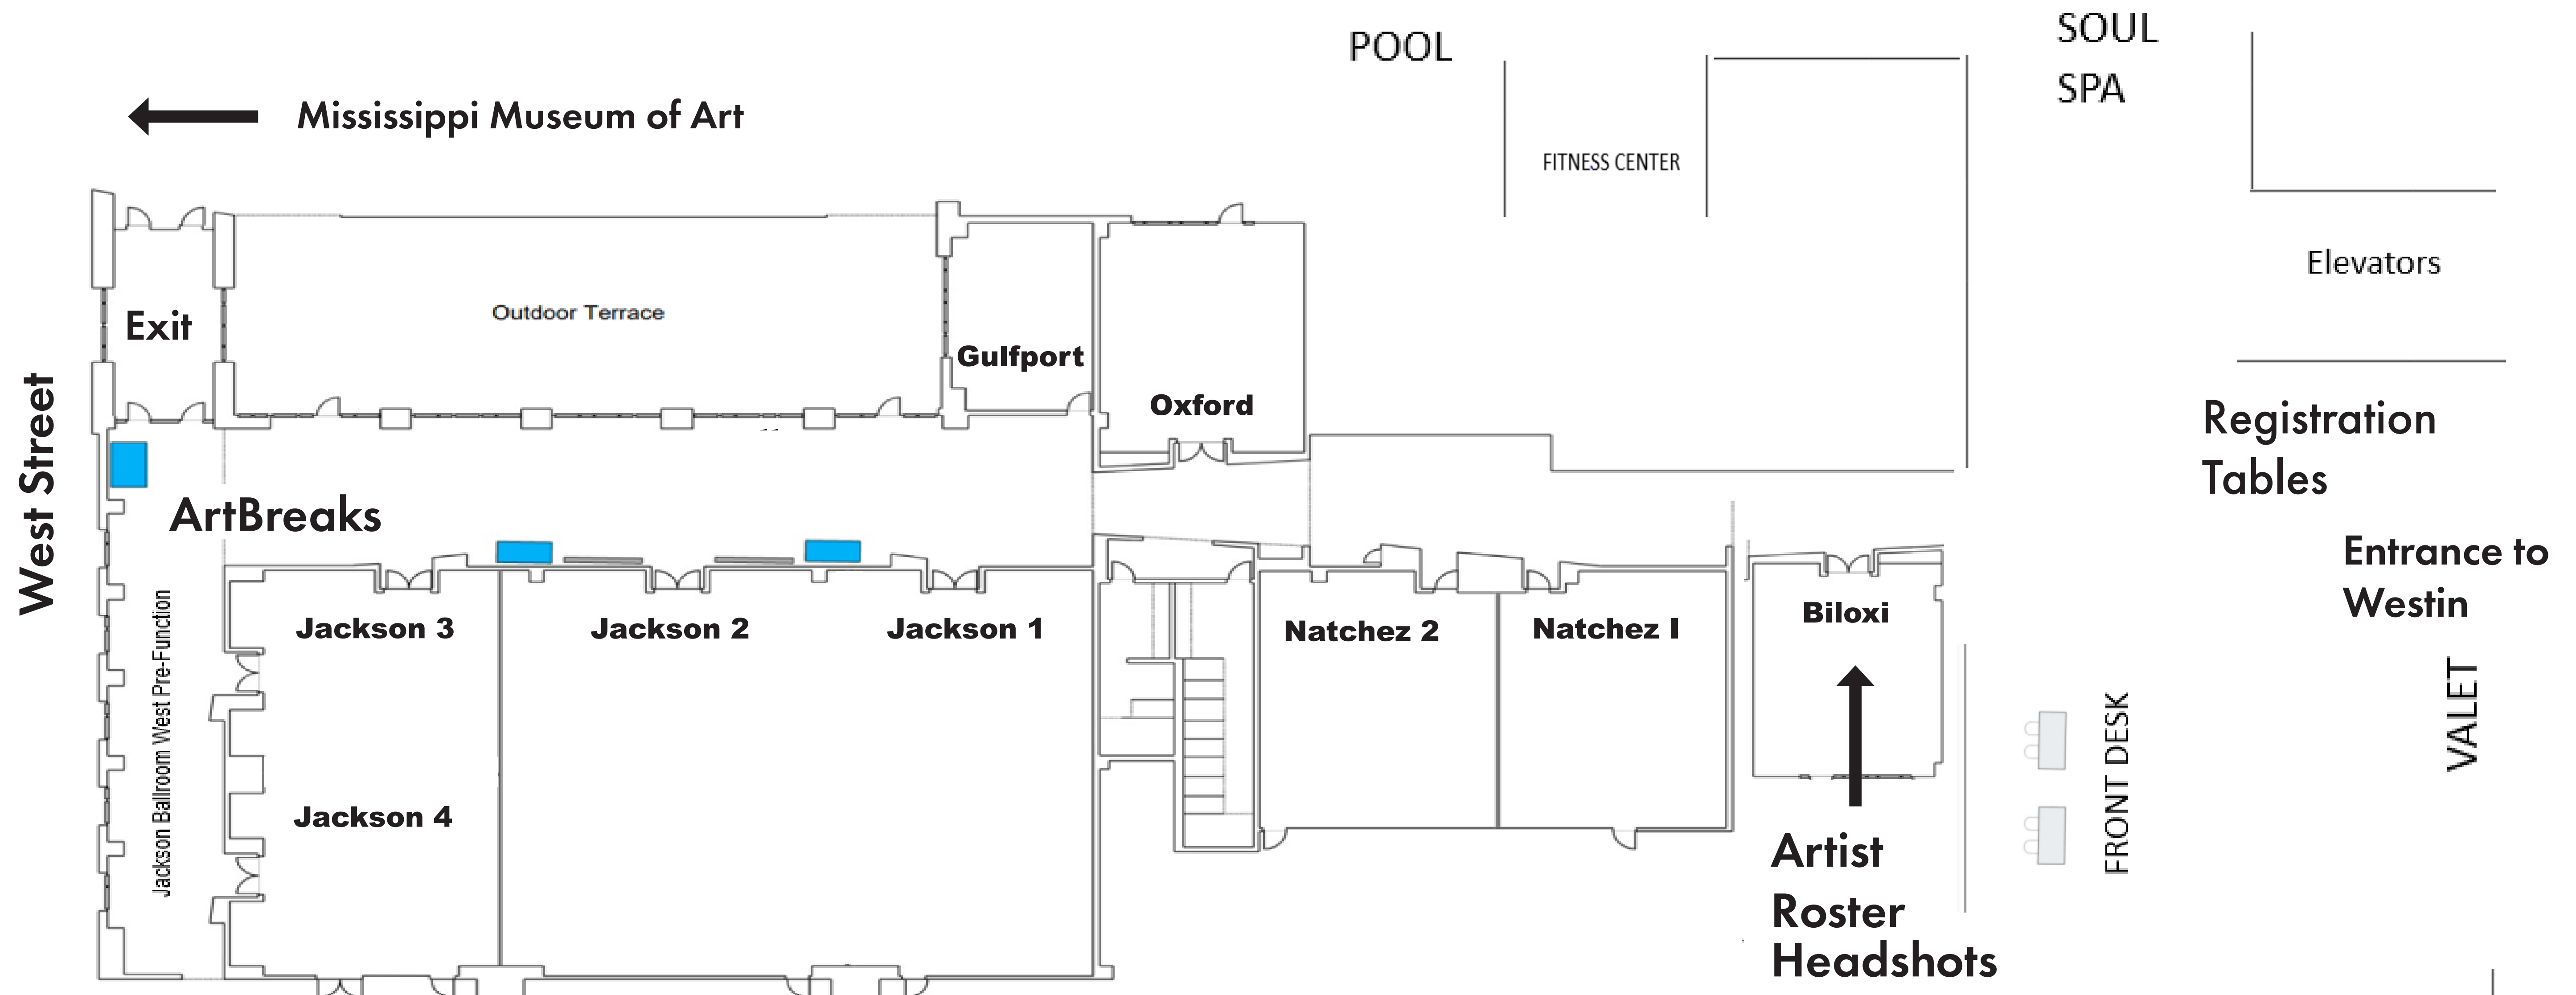 SOUL
SPA
POOL
Mississippi Museum of Art
FITNESS CENTER
Elevators
Exit
Outdoor Terrace
Gulfport
Oxford
Registration
Tables
West Street
ArtBreaks
Entrance to
Westin
Jackson 3
Jackson 2
Jackson 1
Natchez 2
Natchez I
Biloxi
VALET
Jackson Ballroom West Pre-Function
Jackson 4
FRONT DESK
Artist
Roster
Headshots